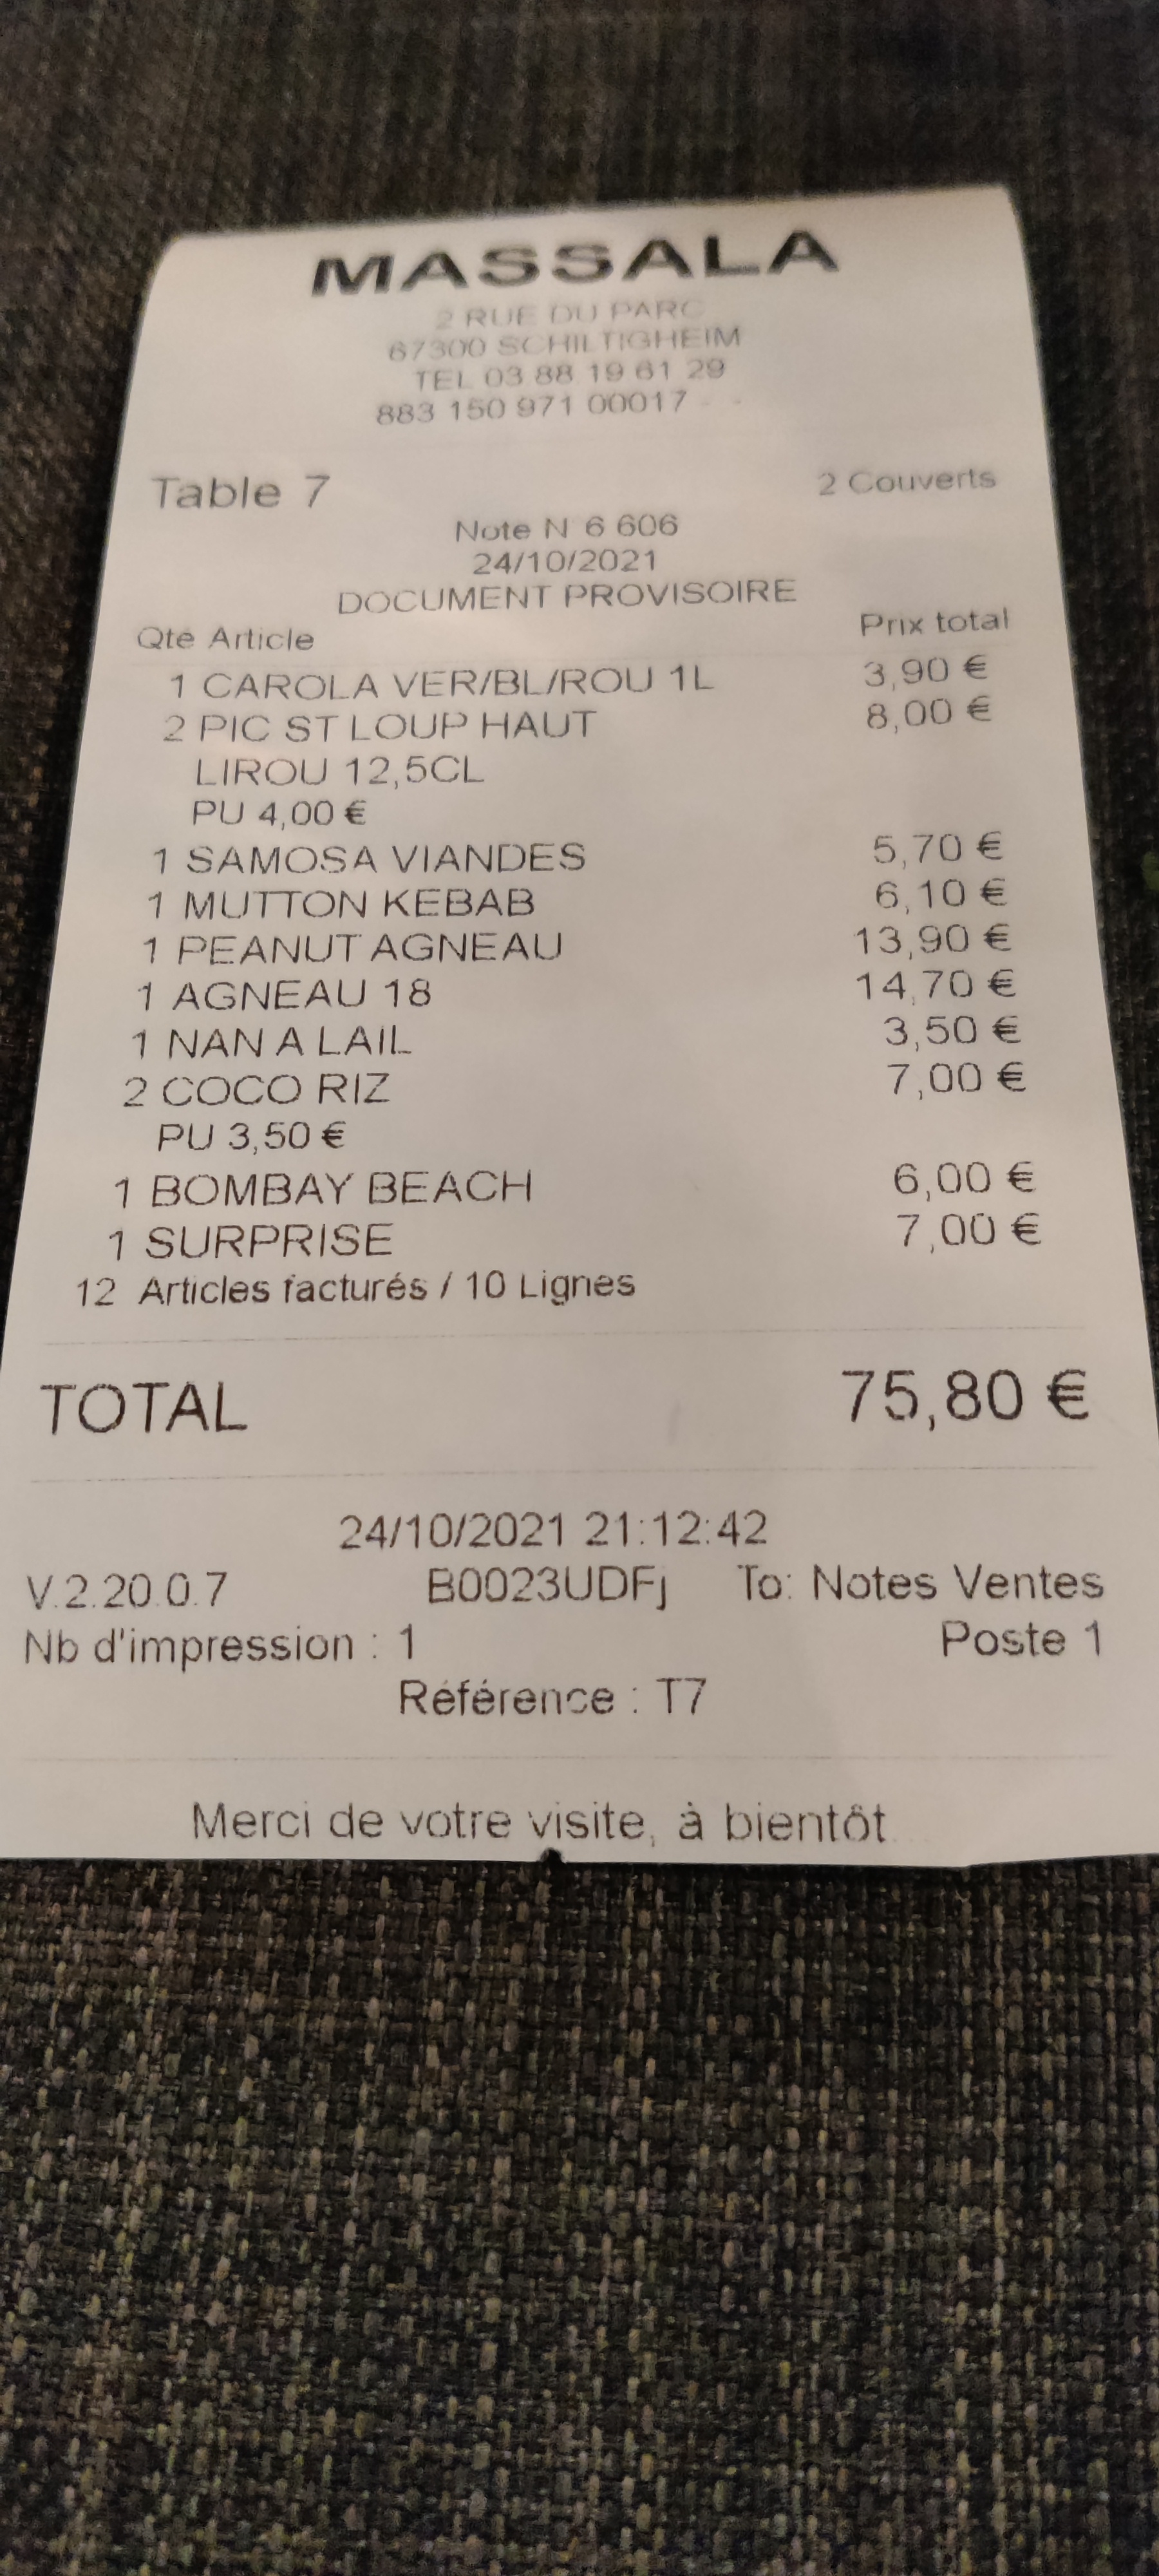 MASSALA
2 RUE DU PARC
67300 SCHILTIGHEIM
TEL 03 88 19 61 29
883 150 971 00017 - -
Table 7 2 Couverts
Note N 6 606
24/10/2021
DOCUMENT PROVISOIRE
Qté Article Prix total
1 CAROLA VER/BL/ROU 1L 3,90 €
2 PIC ST LOUP HAUT 8,00 €
LIROU 12,5CL
PU 4,00 €
1 SAMOSA VIANDES 5,70 €
1 MUTTON KEBAB 6,10 €
1 PEANUT AGNEAU 13,90 €
1 AGNEAU 18 14,70 €
1 NAN A LAIL 3,50 €
2 COCO RIZ 7,00 €
PU 3,50 €
1 BOMBAY BEACH 6,00 €
1 SURPRISE 7,00 €
12 Articles facturés / 10 Lignes
TOTAL 75,80 €
24/10/2021 21:12:42
V.2.20.0.7 B0023UDFj To: Notes Ventes
Nb d'impression : 1 Poste 1
Référence : T7
Merci de votre visite, à bientôt